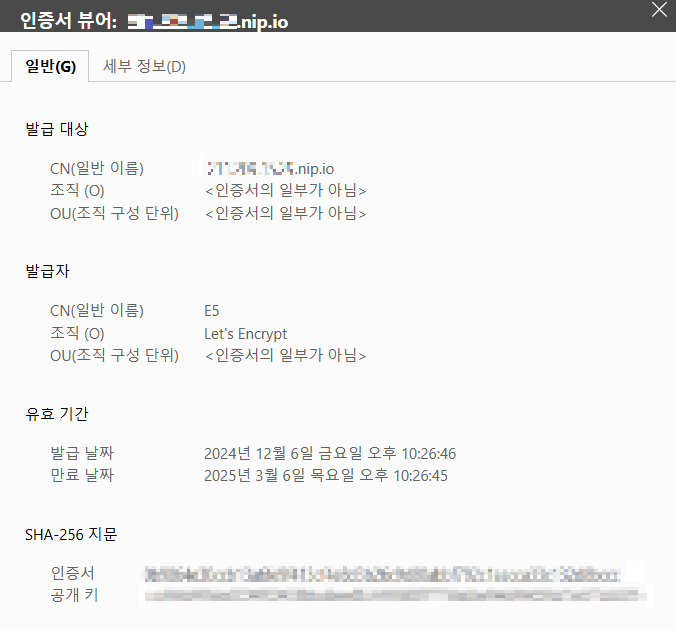 인증서 뷰어: .nip.io
일반(G) 세부 정보(D)
발급 대상
CN(일반 이름) .nip.io
조직 (O) <인증서의 일부가 아님>
OU(조직 구성 단위) <인증서의 일부가 아님>
발급자
CN(일반 이름) E5
조직 (O) Let's Encrypt
OU(조직 구성 단위) <인증서의 일부가 아님>
유효 기간
발급 날짜 2024년 12월 6일 금요일 오후 10:26:46
만료 날짜 2025년 3월 6일 목요일 오후 10:26:45
SHA-256 지문
인증서
공개 키